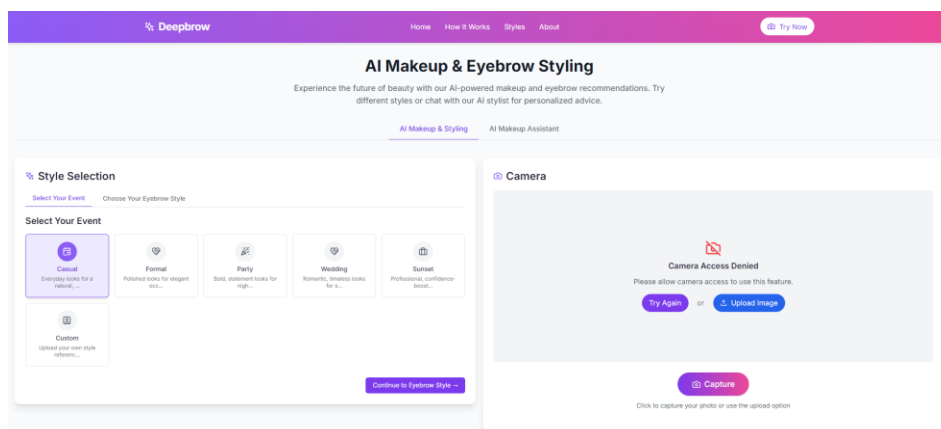 Deepbrow
Home How It Works Styles About
Try Now
AI Makeup & Eyebrow Styling
Experience the future of beauty with our AI-powered makeup and eyebrow recommendations. Try
different styles or chat with our AI stylist for personalized advice.
AI Makeup & Styling AI Makeup Assistant
Style Selection
Select Your Event Choose Your Eyebrow Style
Select Your Event
Casual
Everyday looks for a
natural, ...
Formal
Polished looks for elegant
occ...
Party
Bold, statement looks for
nigh...
Wedding
Romantic, timeless looks
for s...
Sunset
Professional, confidence-
boost...
Custom
Upload your own style
referenc...
Continue to Eyebrow Style →
Camera
Camera Access Denied
Please allow camera access to use this feature.
Try Again or Upload Image
Capture
Click to capture your photo or use the upload option